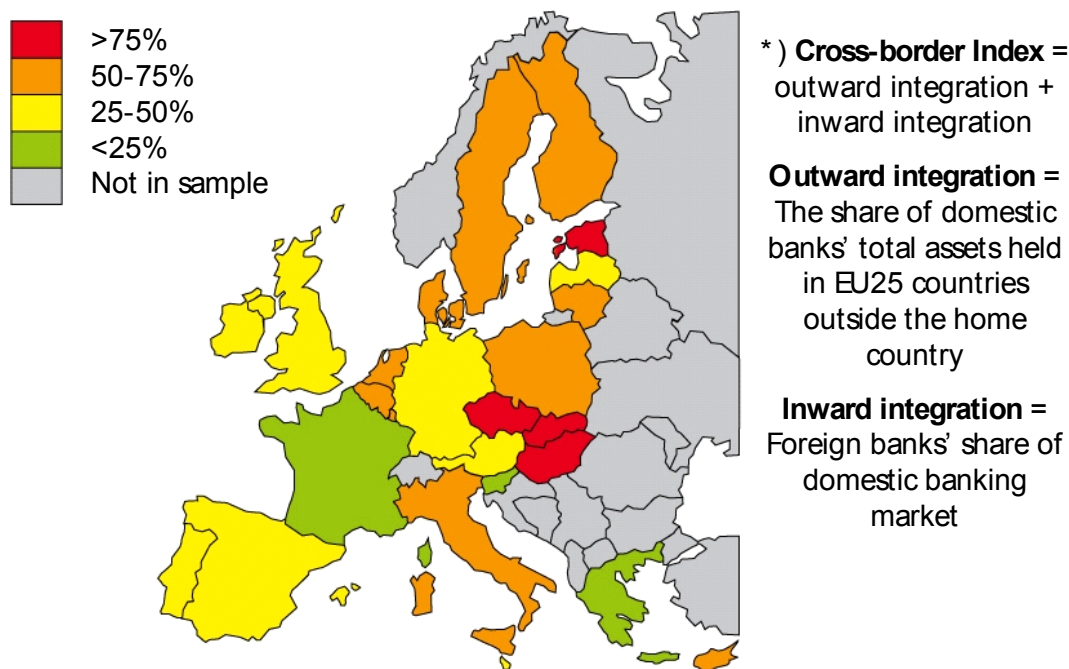 >75%
50-75%
25-50%
<25%
Not in sample
*) Cross-border Index =
outward integration +
inward integration
Outward integration =
The share of domestic
banks' total assets held
in EU25 countries
outside the home
country
Inward integration =
Foreign banks' share of
domestic banking
market